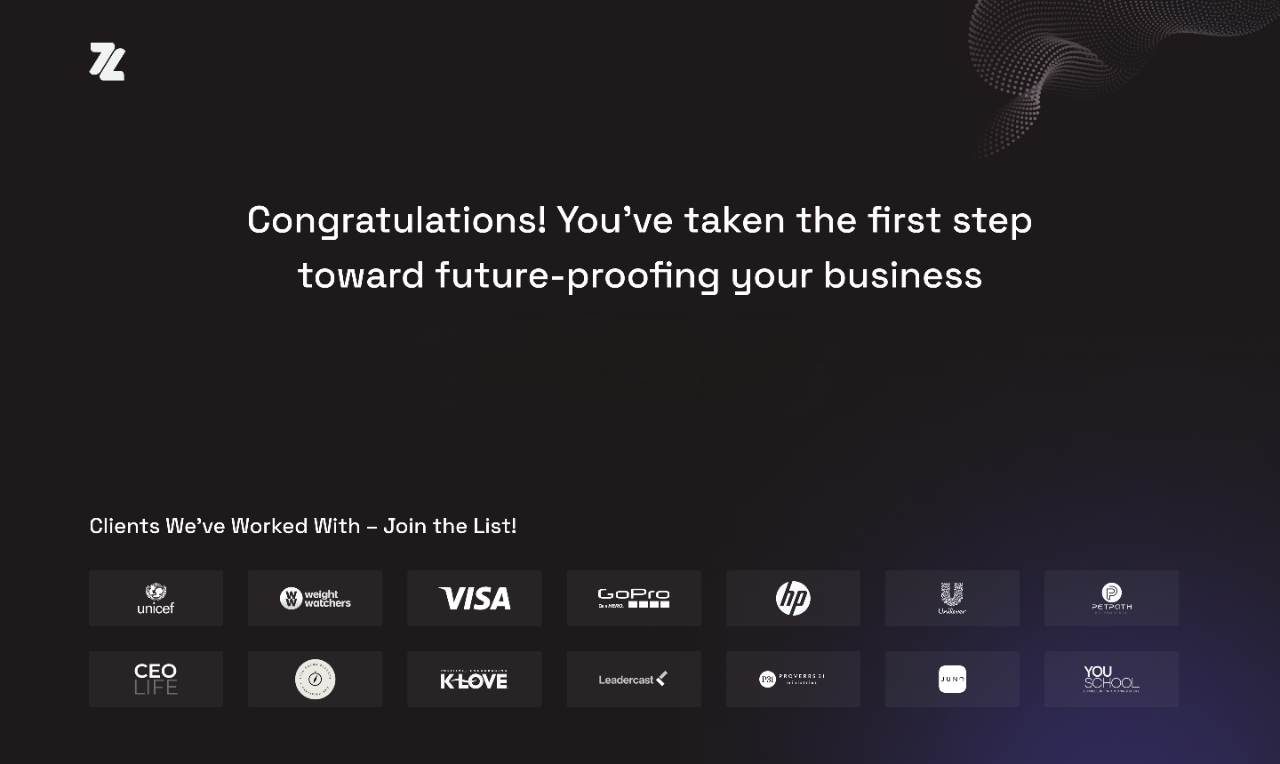 Congratulations! You’ve taken the first step
toward future-proofing your business
Clients We’ve Worked With – Join the List!
unicef
weight
watchers
VISA
GoPro
Be a HERO.
hp
Unilever
PETPATH
CEO
LIFE
K-LOVE
Leadercast
P31
PROVERBS 31
ministries
JUNO
YOU
SCHOOL